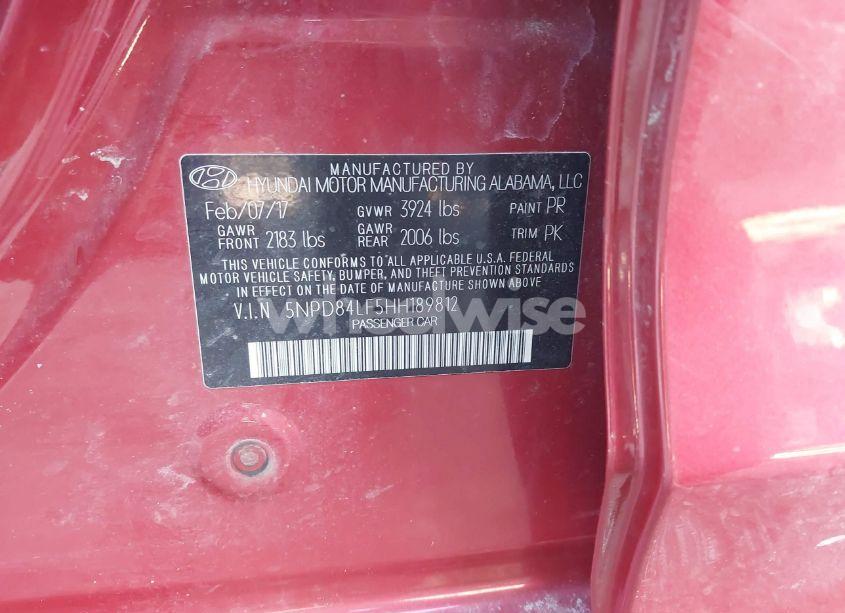 MANUFACTURED BY
HYUNDAI MOTOR MANUFACTURING ALABAMA, LLC
Feb/07/17 GVWR 3924 lbs PAINT PR
GAWR FRONT 2183 lbs GAWR REAR 2006 lbs TRIM PK
THIS VEHICLE CONFORMS TO ALL APPLICABLE U.S.A. FEDERAL
MOTOR VEHICLE SAFETY, BUMPER, AND THEFT PREVENTION STANDARDS
IN EFFECT ON THE DATE OF MANUFACTURE SHOWN ABOVE.
V.I.N 5NPD84LF5HH189812
PASSENGER CAR
wheelwise